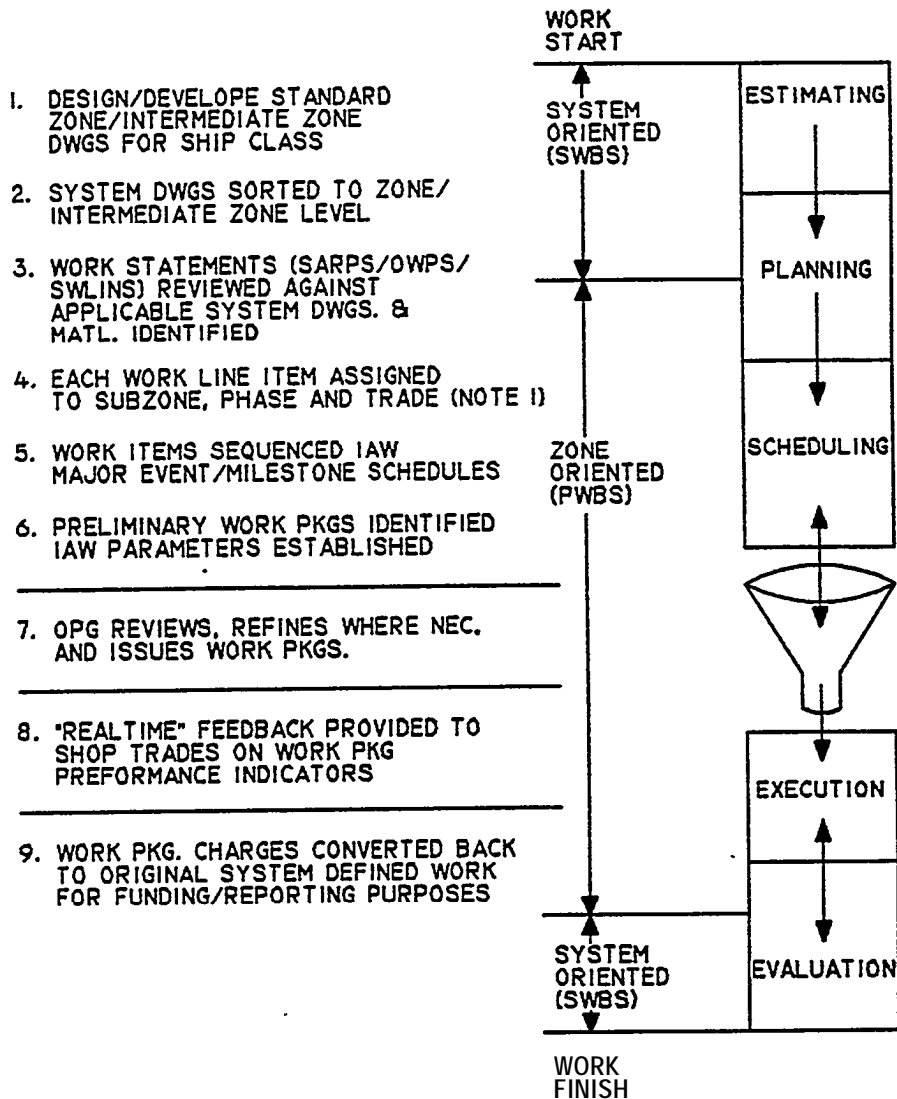 1. DESIGN/DEVELOPE STANDARD
ZONE/INTERMEDIATE ZONE
DWGS FOR SHIP CLASS
2. SYSTEM DWGS SORTED TO ZONE/
INTERMEDIATE ZONE LEVEL
3. WORK STATEMENTS (SARPS/OWPS/
SWLINS) REVIEWED AGAINST
APPLICABLE SYSTEM DWGS. &
MATL. IDENTIFIED
4. EACH WORK LINE ITEM ASSIGNED
TO SUBZONE, PHASE AND TRADE (NOTE 1)
5. WORK ITEMS SEQUENCED IAW
MAJOR EVENT/MILESTONE SCHEDULES
6. PRELIMINARY WORK PKGS IDENTIFIED
IAW PARAMETERS ESTABLISHED
7. OPG REVIEWS, REFINES WHERE NEC.
AND ISSUES WORK PKGS.
8. "REALTIME" FEEDBACK PROVIDED TO
SHOP TRADES ON WORK PKG
PREFORMANCE INDICATORS
9. WORK PKG. CHARGES CONVERTED BACK
TO ORIGINAL SYSTEM DEFINED WORK
FOR FUNDING/REPORTING PURPOSES
WORK
START
SYSTEM
ORIENTED
(SWBS)
ZONE
ORIENTED
(PWBS)
SYSTEM
ORIENTED
(SWBS)
WORK
FINISH
ESTIMATING
PLANNING
SCHEDULING
EXECUTION
EVALUATION